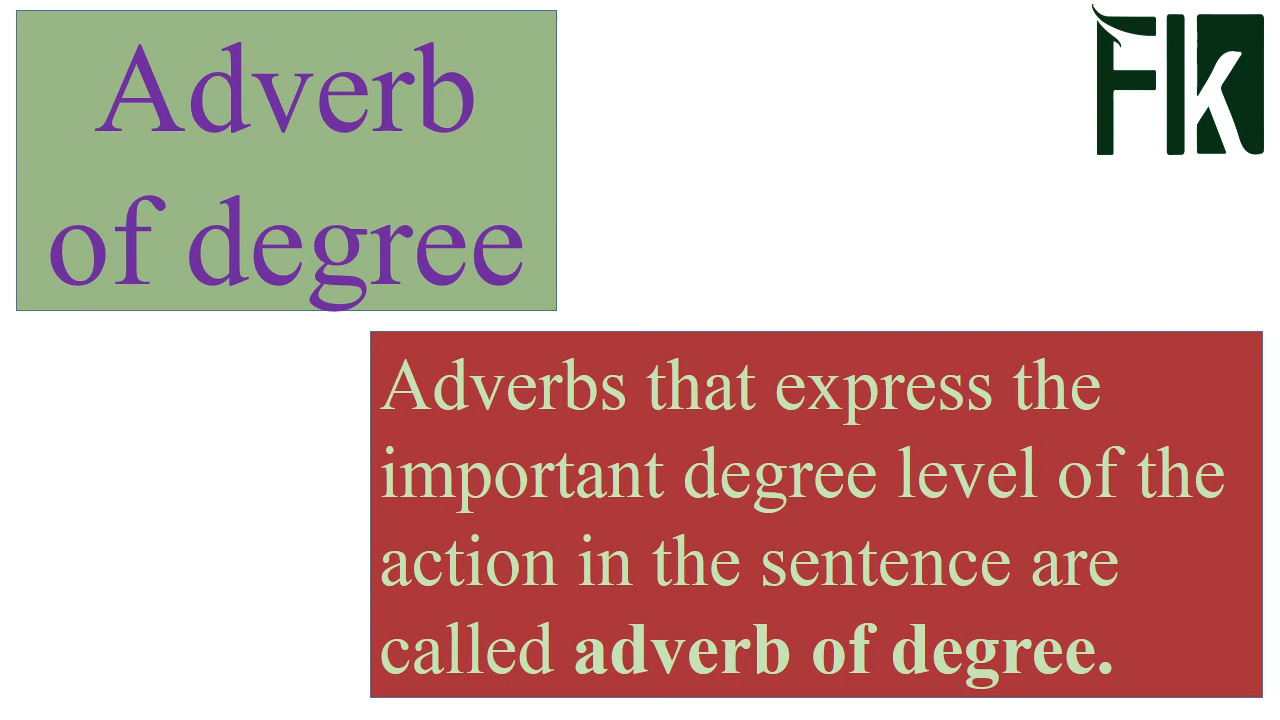 Adverb
of degree
Flk
Adverbs that express the
important degree level of the
action in the sentence are
called adverb of degree.